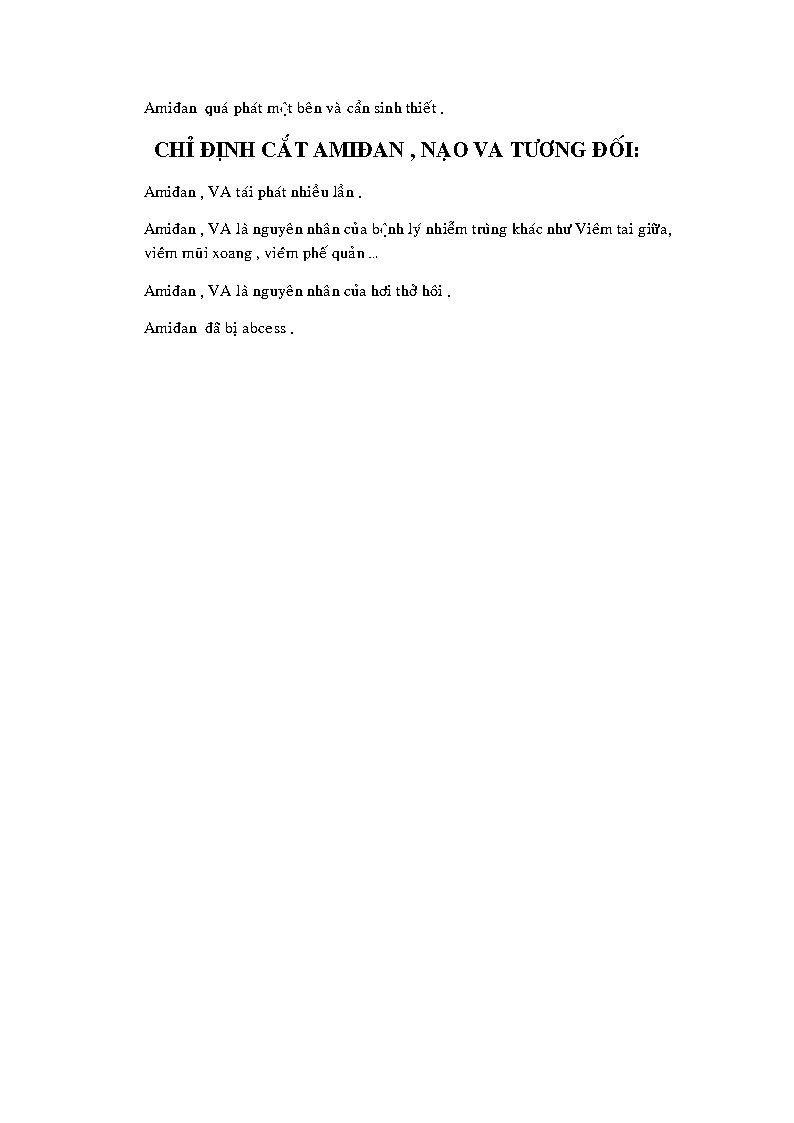 Amiđan quá phát một bên và cần sinh thiết .
CHỈ ĐỊNH CẮT AMIĐAN , NẠO VA TƯƠNG ĐỐI:
Amiđan , VA tái phát nhiều lần .
Amiđan , VA là nguyên nhân của bệnh lý nhiễm trùng khác như Viêm tai giữa,
viêm mũi xoang , viêm phế quản ...
Amiđan , VA là nguyên nhân của hơi thở hôi .
Amiđan đã bị abcess .